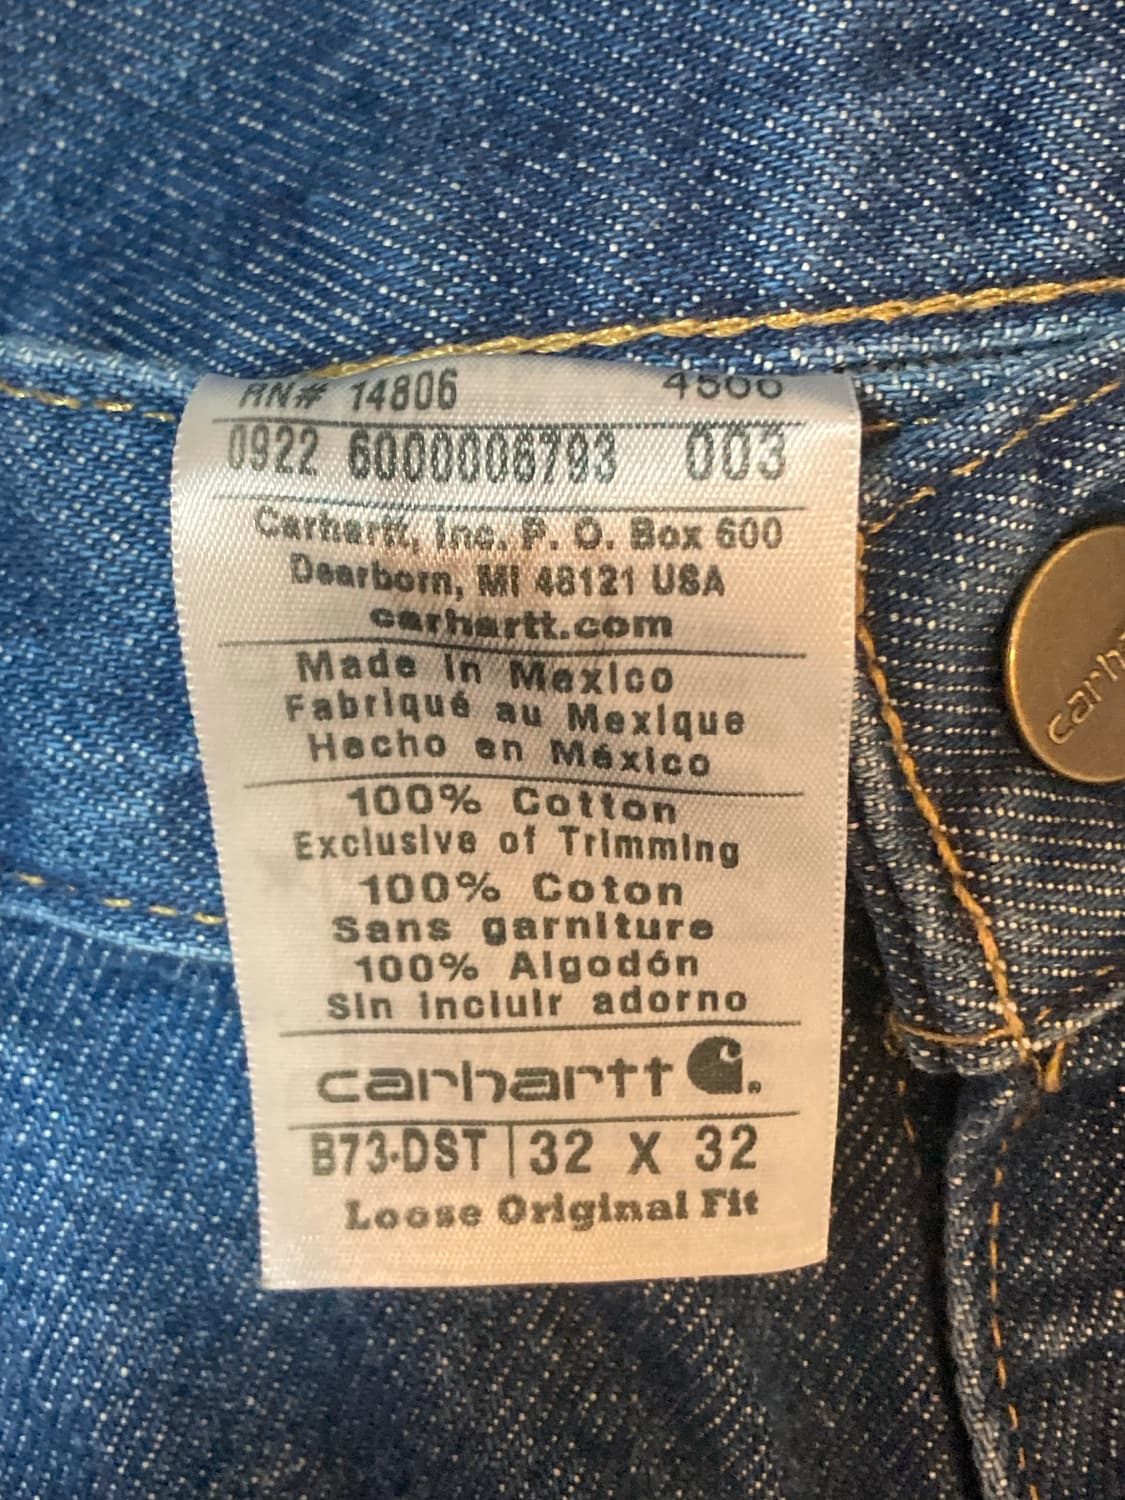 RN# 14806 4506
0922 6000006793 003
Carhartt, Inc. P. O. Box 600
Dearborn, MI 48121 USA
carhartt.com
Made in Mexico
Fabriqué au Mexique
Hecho en México
100% Cotton
Exclusive of Trimming
100% Coton
Sans garniture
100% Algodón
Sin incluir adorno
carhartt
B73-DST | 32 X 32
Loose Original Fit